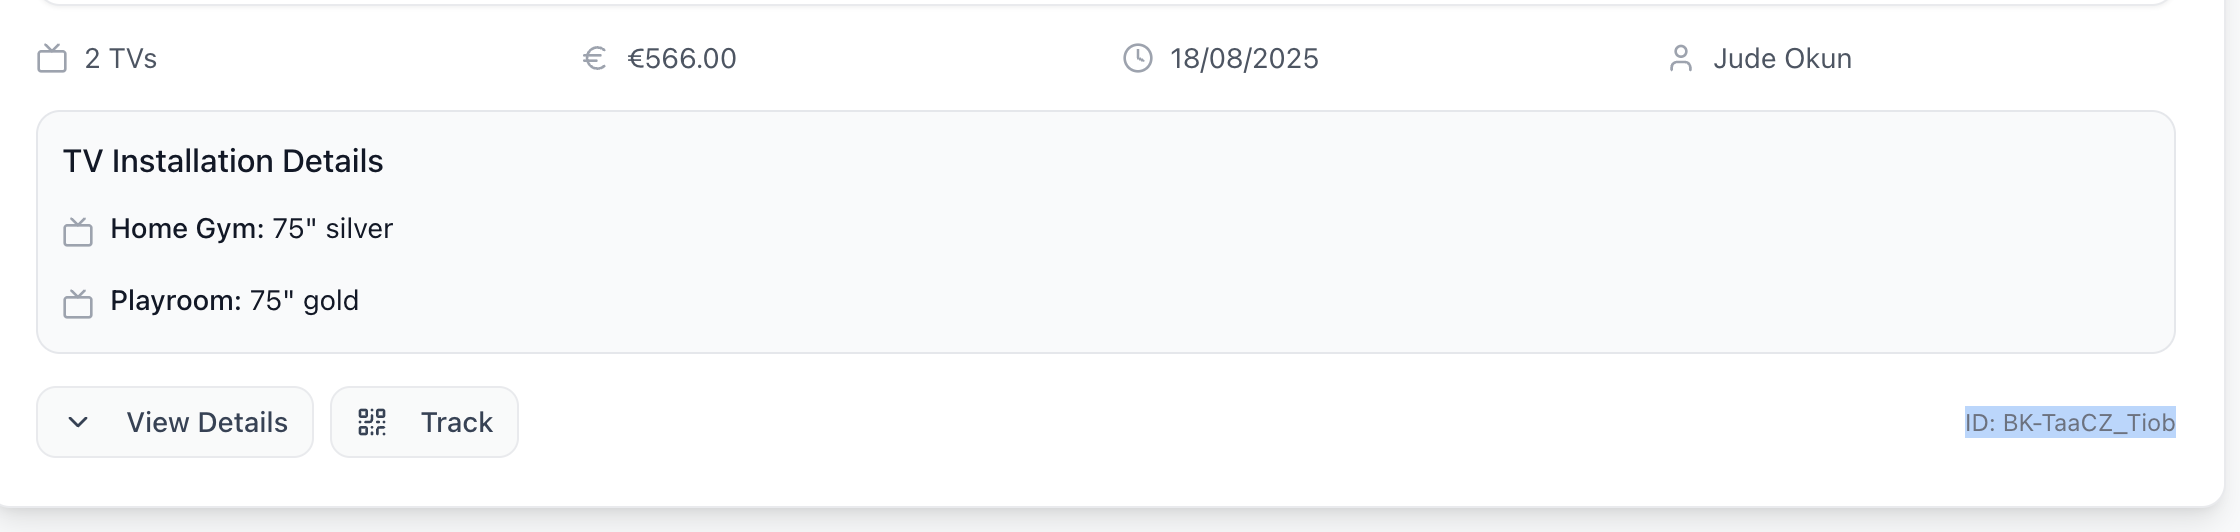 2 TVs
€566.00
18/08/2025
Jude Okun
TV Installation Details
Home Gym: 75" silver
Playroom: 75" gold
View Details
Track
ID: BK-TaaCZ_Tiob